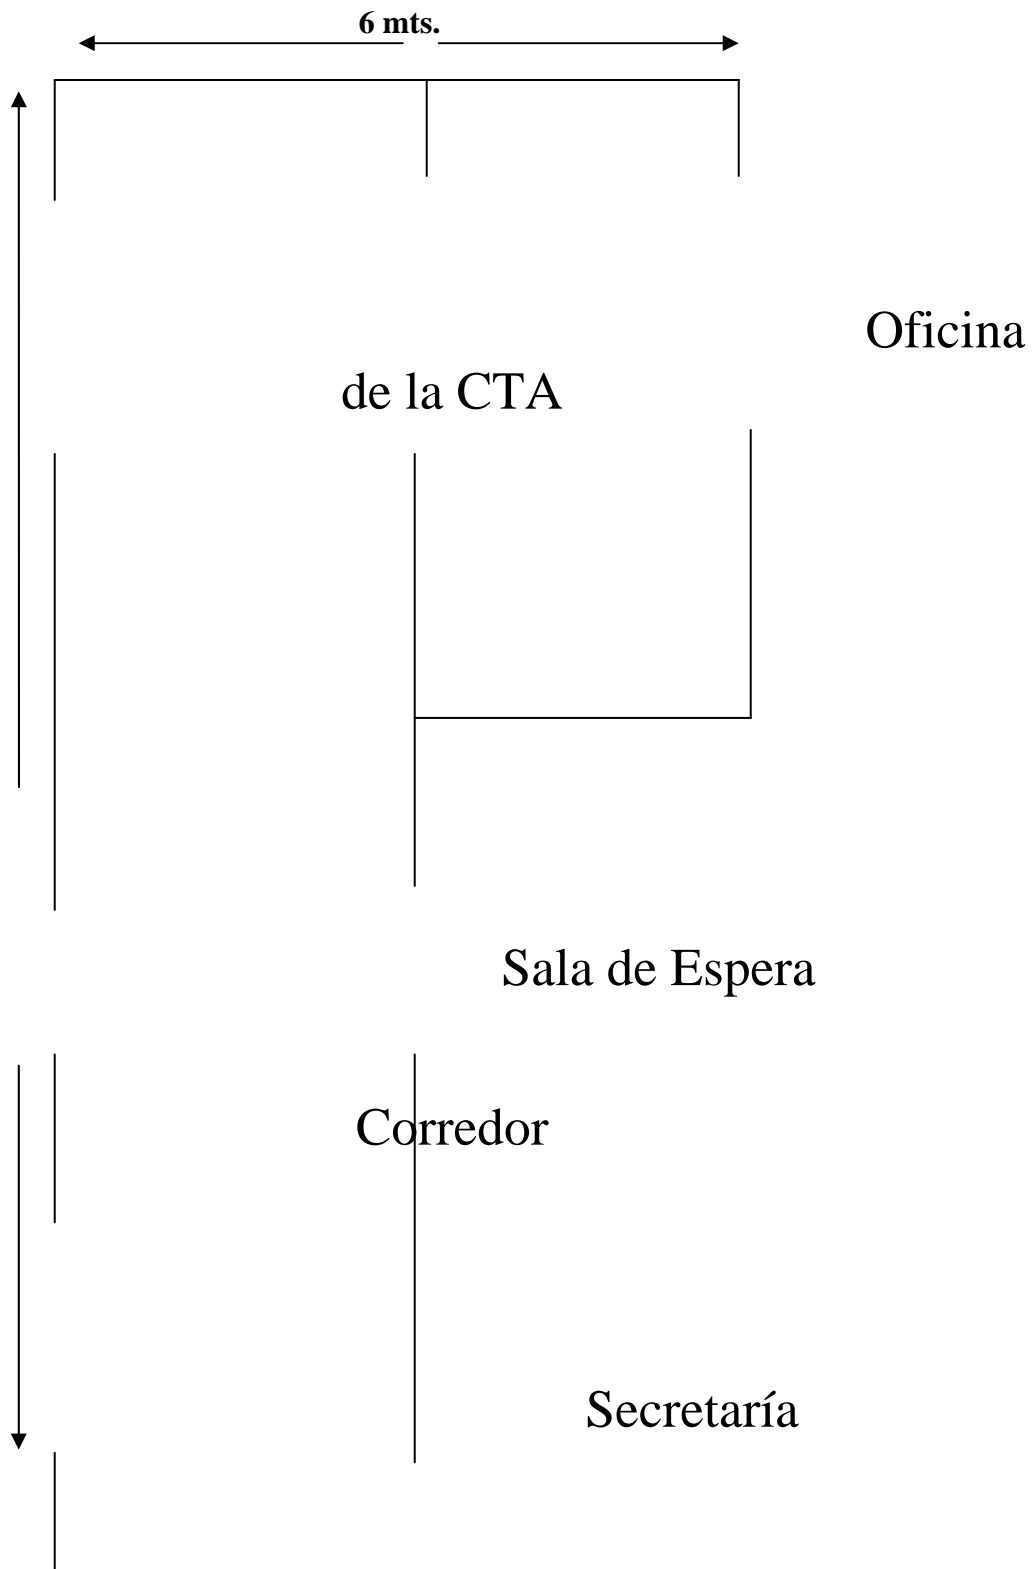 6 mts.
Oficina
de la CTA
Sala de Espera
Corredor
Secretaría